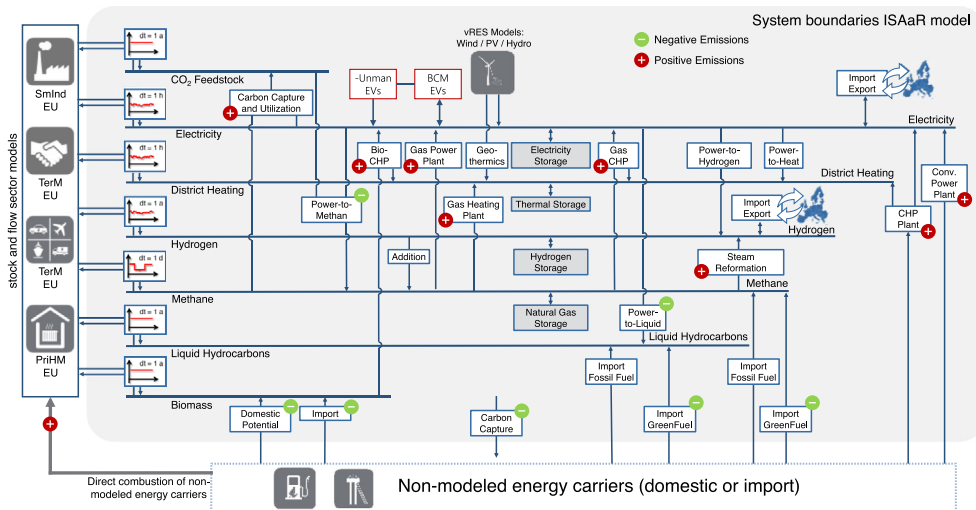 System boundaries ISAaR model
vRES Models:
Wind / PV / Hydro
Negative Emissions
Positive Emissions
stock and flow sector models
SmInd
EU
TerM
EU
TerM
EU
PriHM
EU
dt = 1 a
CO₂ Feedstock
dt = 1 h
Electricity
dt = 1 h
District Heating
dt = 1 a
Hydrogen
dt = 1 d
Methane
dt = 1 a
Liquid Hydrocarbons
dt = 1 a
Biomass
Carbon Capture
and Utilization
-Unman
EVs
BCM
EVs
Import
Export
Electricity
Bio-
CHP
Gas Power
Plant
Geo-
thermics
Electricity
Storage
Gas
CHP
Power-to-
Hydrogen
Power-
to-Heat
District Heating
Conv.
Power
Plant
Power-to-
Methan
Gas Heating
Plant
Thermal Storage
Import
Export
Hydrogen
CHP
Plant
Addition
Hydrogen
Storage
Steam
Reformation
Methane
Natural Gas
Storage
Power-
to-Liquid
Liquid Hydrocarbons
Import
Fossil Fuel
Import
Fossil Fuel
Domestic
Potential
Import
Carbon
Capture
Import
GreenFuel
Import
GreenFuel
Direct combustion of non-
modeled energy carriers
Non-modeled energy carriers (domestic or import)